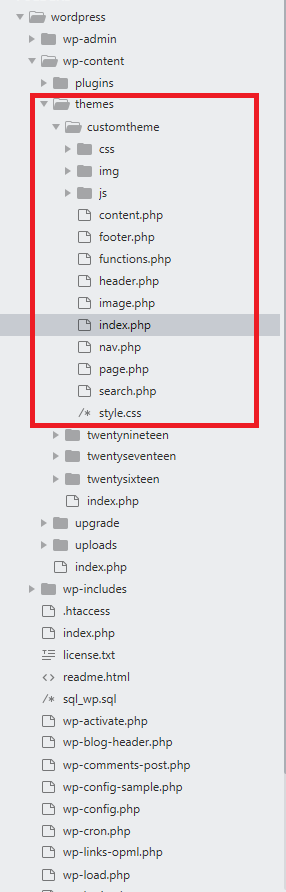 wordpress
wp-admin
wp-content
plugins
themes
customtheme
css
img
js
content.php
footer.php
functions.php
header.php
image.php
index.php
nav.php
page.php
search.php
/* style.css
twentynineteen
twentyseventeen
twentysixteen
index.php
upgrade
uploads
index.php
wp-includes
.htaccess
index.php
license.txt
<> readme.html
/* sql_wp.sql
wp-activate.php
wp-blog-header.php
wp-comments-post.php
wp-config-sample.php
wp-config.php
wp-cron.php
wp-links-opml.php
wp-load.php